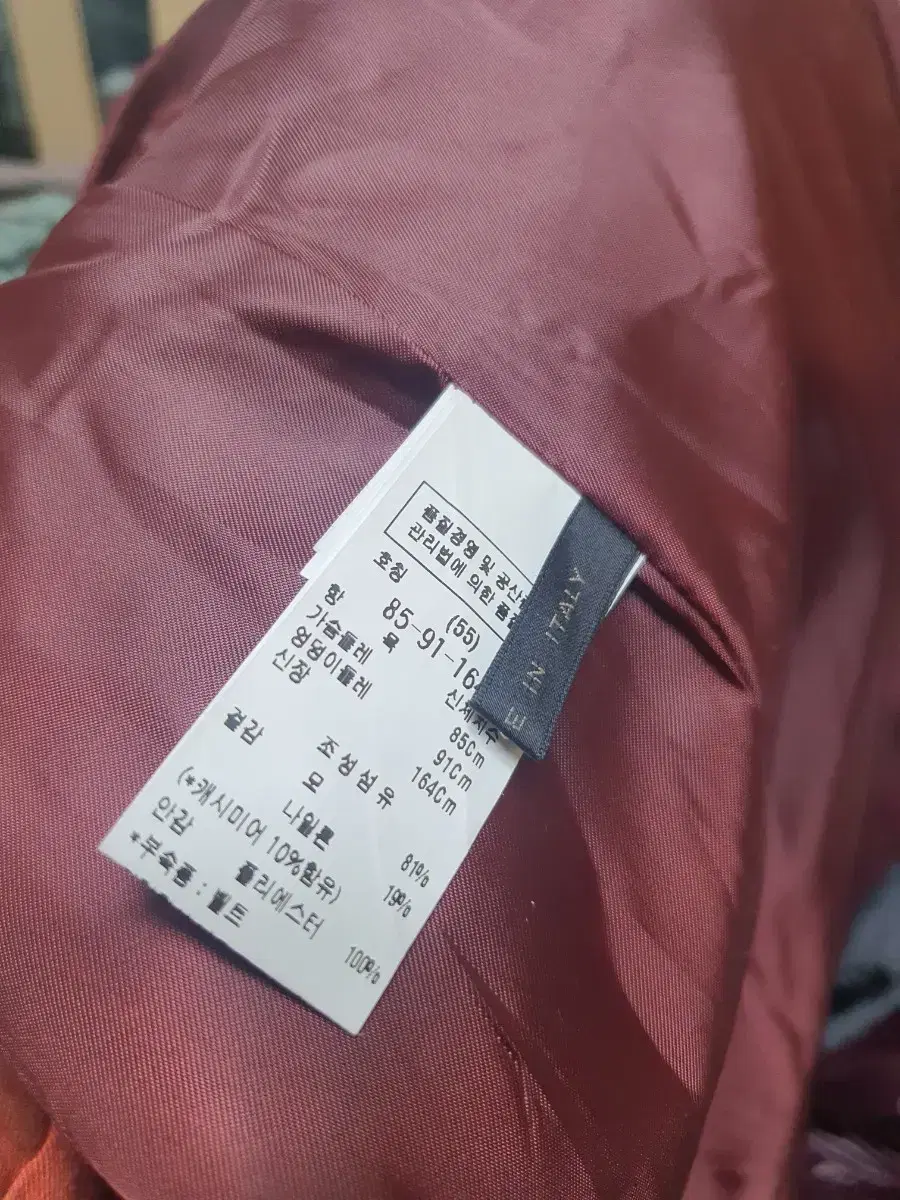 품질경영 및 공산
관리법에 의한 품
호칭 (55)
85-91-16
항 목 신체치수
가슴둘레 85Cm
엉덩이둘레 91Cm
신장 164Cm
조성섬유
겉감 모 81%
나일론 19%
(*캐시미어 10%함유)
안감 폴리에스터 100%
*부속품 : 벨트
E IN ITALY